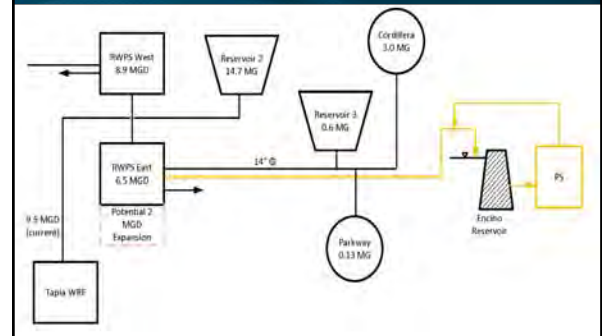 RWPS West
8.9 MGD
Reservoir 2
14.7 MG
Cordillera
3.0 MG
Reservoir 3
0.6 MG
14"
RWPS East
6.5 MGD
Potential 2
MGD
Expansion
MGD
(current)
Parkway
0.13 MG
Encino
Reservoir
PS
Tapia WRF